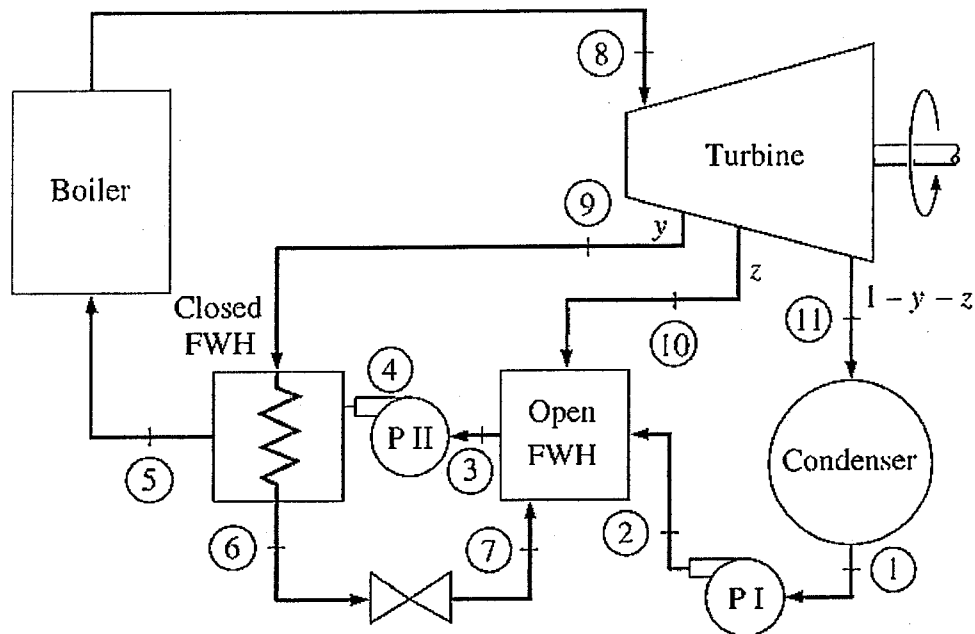 8
Boiler
Turbine
9
y
z
Closed
FWH
10
11
1 − y − z
4
Open
FWH
P II
3
Condenser
5
6
7
2
1
P I